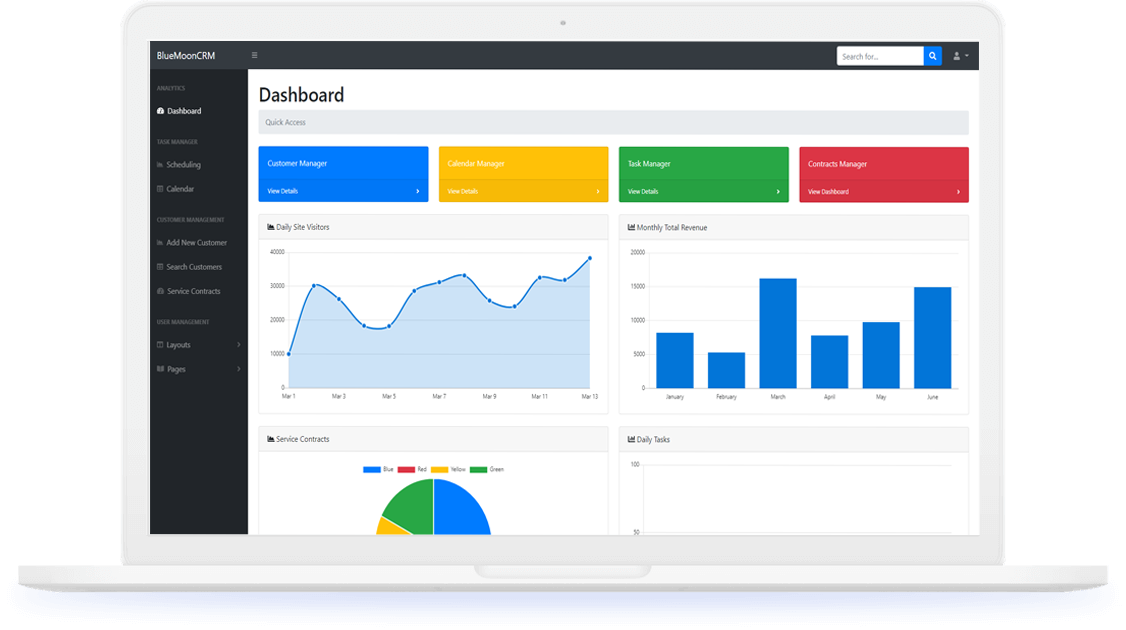 BlueMoonCRM
Search for...
ANALYTICS
Dashboard
TASK MANAGER
Scheduling
Calendar
CUSTOMER MANAGEMENT
Add New Customer
Search Customers
Service Contracts
USER MANAGEMENT
Layouts
Pages
Dashboard
Quick Access
Customer Manager
View Details
Calendar Manager
View Details
Task Manager
View Details
Contracts Manager
View Dashboard
Daily Site Visitors
40000
30000
20000
10000
0
Mar 1 Mar 3 Mar 5 Mar 7 Mar 9 Mar 11 Mar 13
Monthly Total Revenue
20000
15000
10000
5000
0
January February March April May June
Service Contracts
Blue Red Yellow Green
Daily Tasks
100
50